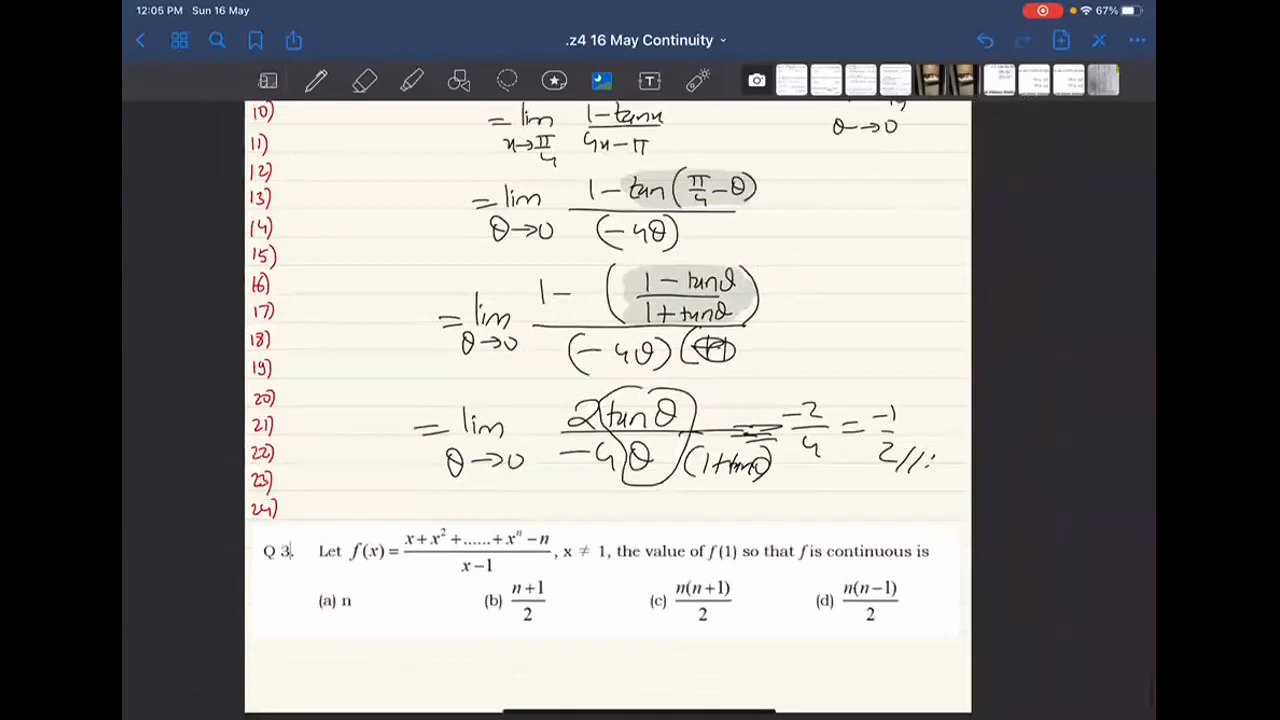 12:05 PM Sun 16 May 67%
.z4 16 May Continuity
10) = lim 1-tanx
11) x→π/4 4x-π
θ→0
12)
13) = lim 1-tan(π/4-θ)
14) θ→0 (-4θ)
15)
16) 1-(1-tanθ
17) = lim 1+tanθ)
18) θ→0 (-4θ)
19)
20)
21) = lim 2tanθ = -2/4 = -1/2//.
22) θ→0 -4θ (1+tanθ)
23)
24)
Q 3. Let f(x) = (x+x²+......+xⁿ-n)/(x-1), x ≠ 1, the value of f(1) so that f is continuous is
(a) n (b) (n+1)/2 (c) n(n+1)/2 (d) n(n-1)/2